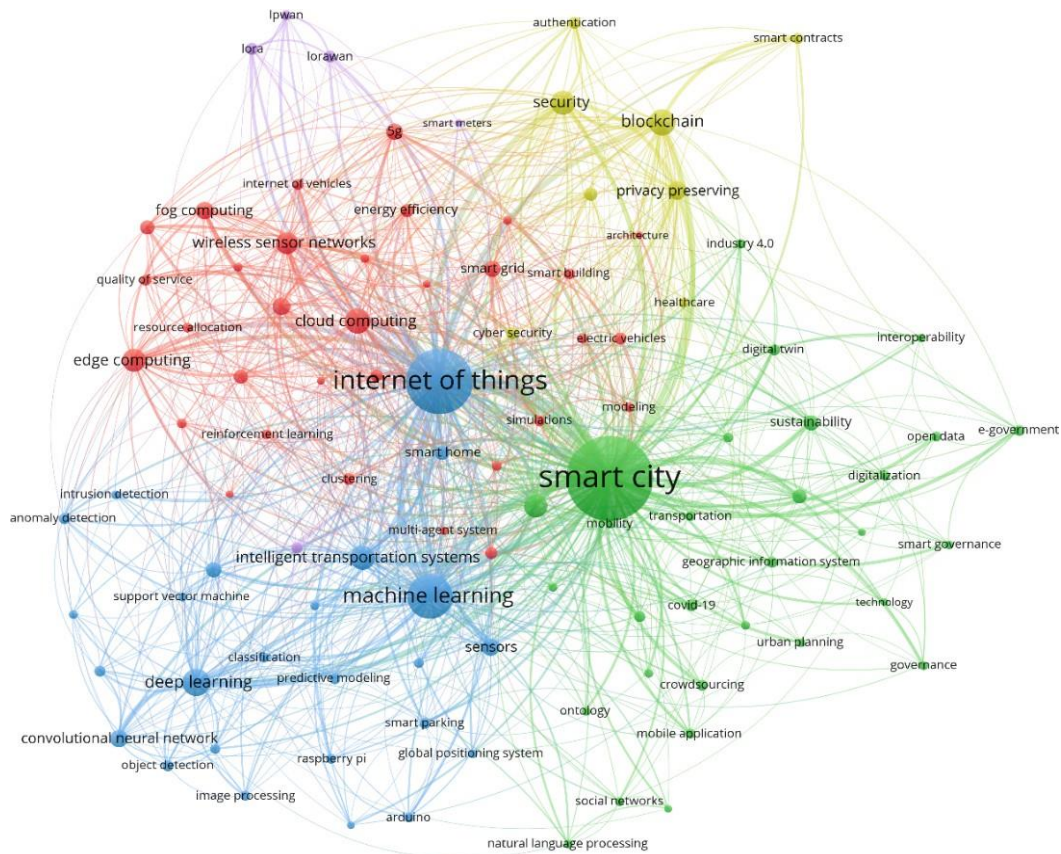 lpwan
authentication
smart contracts
lora
lorawan
security
blockchain
smart meters
5g
internet of vehicles
privacy preserving
fog computing
energy efficiency
architecture
wireless sensor networks
industry 4.0
smart grid
smart building
quality of service
healthcare
resource allocation
cloud computing
cyber security
electric vehicles
interoperability
digital twin
edge computing
internet of things
modeling
simulations
sustainability
e-government
reinforcement learning
open data
smart home
smart city
clustering
digitalization
intrusion detection
anomaly detection
mobility
transportation
multi-agent system
smart governance
intelligent transportation systems
geographic information system
support vector machine
machine learning
covid-19
technology
urban planning
sensors
classification
governance
deep learning
predictive modeling
crowdsourcing
ontology
smart parking
mobile application
convolutional neural network
global positioning system
object detection
raspberry pi
image processing
social networks
arduino
natural language processing